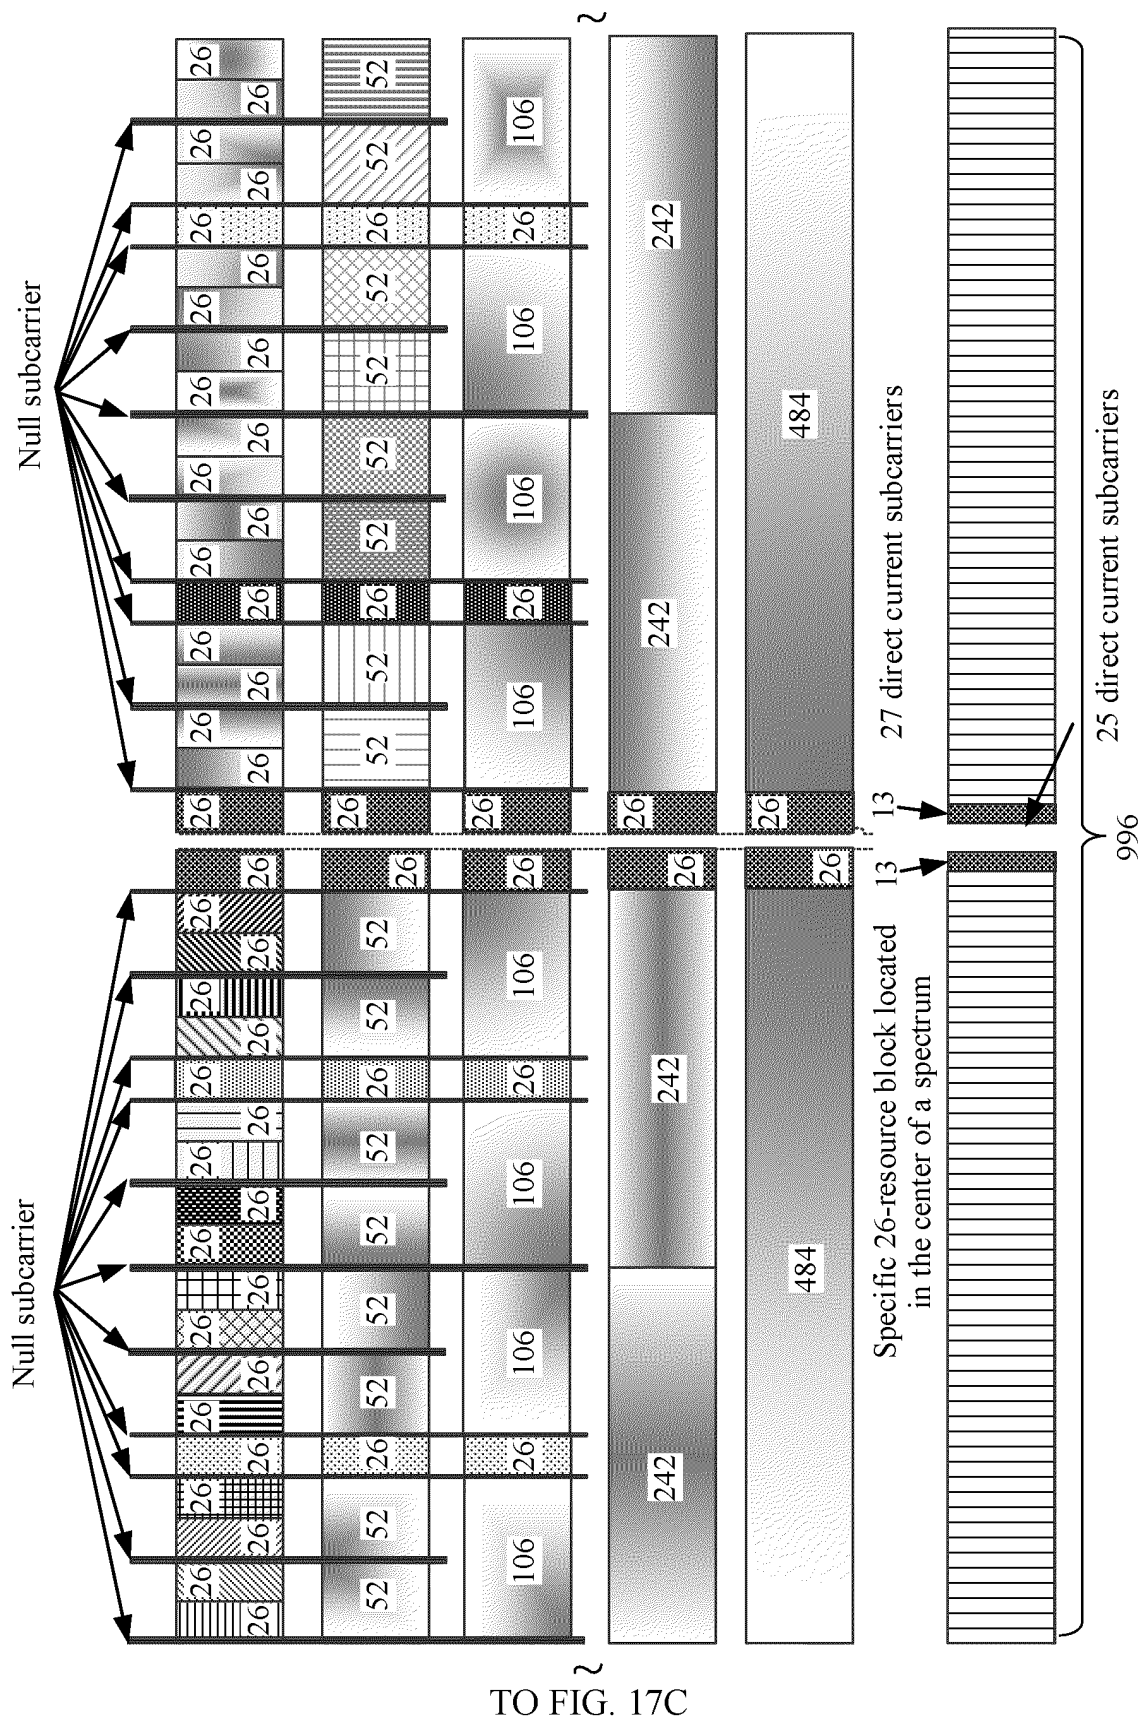 Null subcarrier
Null subcarrier
26 26 26 26 26 26 26 26 26 26 26 26 26 26 26 26 26 26 26 26 26 26 26 26 26 26 26 26 26 26 26 26 26 26 26 26 26 26
52 52 26 52 52 52 52 26 52 52 26 26 52 52 26 52 52 52 52 26 52 52
106 26 106 106 26 106 26 26 106 26 106 106 26 106
242 242 26 26 242 242
484 26 26 484
Specific 26-resource block located
in the center of a spectrum
13 13
27 direct current subcarriers
25 direct current subcarriers
996
~ ~
TO FIG. 17C